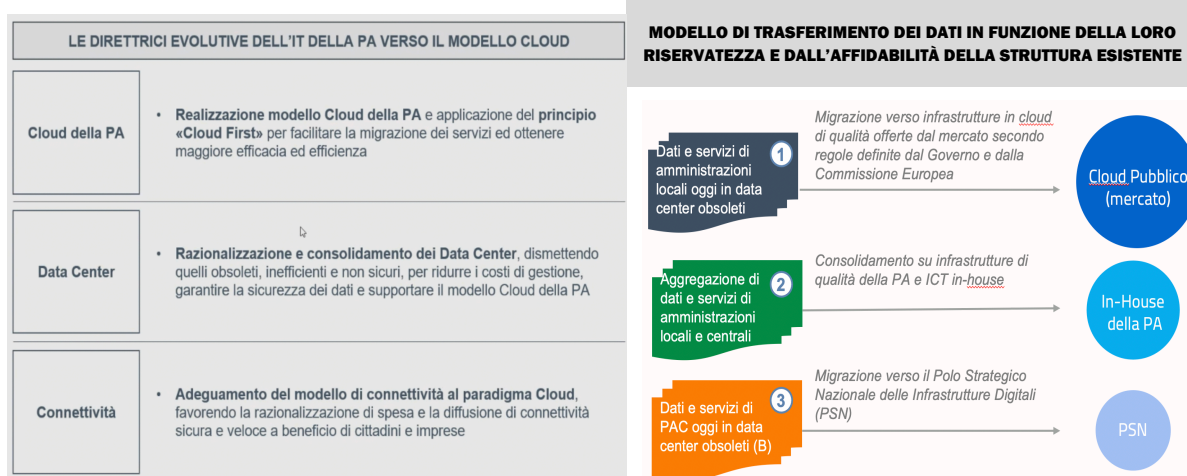 LE DIRETTRICI EVOLUTIVE DELL'IT DELLA PA VERSO IL MODELLO CLOUD
Cloud della PA
• Realizzazione modello Cloud della PA e applicazione del principio
«Cloud First» per facilitare la migrazione dei servizi ed ottenere
maggiore efficacia ed efficienza
Data Center
• Razionalizzazione e consolidamento dei Data Center, dismettendo
quelli obsoleti, inefficienti e non sicuri, per ridurre i costi di gestione,
garantire la sicurezza dei dati e supportare il modello Cloud della PA
Connettività
• Adeguamento del modello di connettività al paradigma Cloud,
favorendo la razionalizzazione di spesa e la diffusione di connettività
sicura e veloce a beneficio di cittadini e imprese
MODELLO DI TRASFERIMENTO DEI DATI IN FUNZIONE DELLA LORO
RISERVATEZZA E DALL'AFFIDABILITÀ DELLA STRUTTURA ESISTENTE
Dati e servizi di
amministrazioni
locali oggi in data
center obsoleti
1
Migrazione verso infrastrutture in cloud
di qualità offerte dal mercato secondo
regole definite dal Governo e dalla
Commissione Europea
Cloud Pubblico
(mercato)
Aggregazione di
dati e servizi di
amministrazioni
locali e centrali
2
Consolidamento su infrastrutture di
qualità della PA e ICT in-house
In-House
della PA
Dati e servizi di
PAC oggi in data
center obsoleti (B)
3
Migrazione verso il Polo Strategico
Nazionale delle Infrastrutture Digitali
(PSN)
PSN